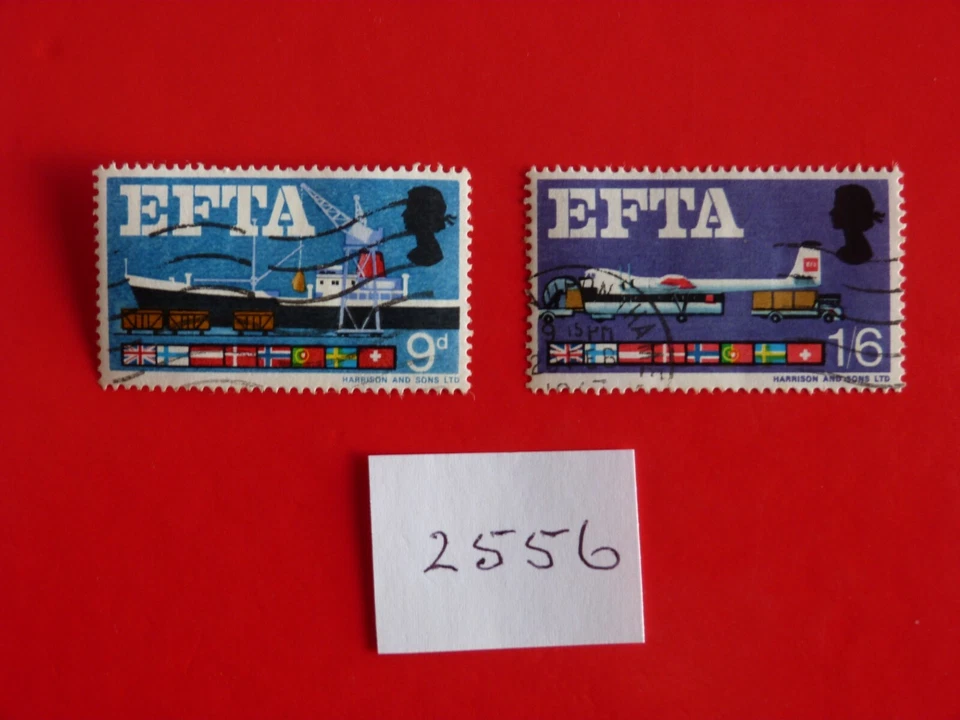 EFTA
9d
HARRISON AND SONS LTD
EFTA
1/6
HARRISON AND SONS LTD
2556